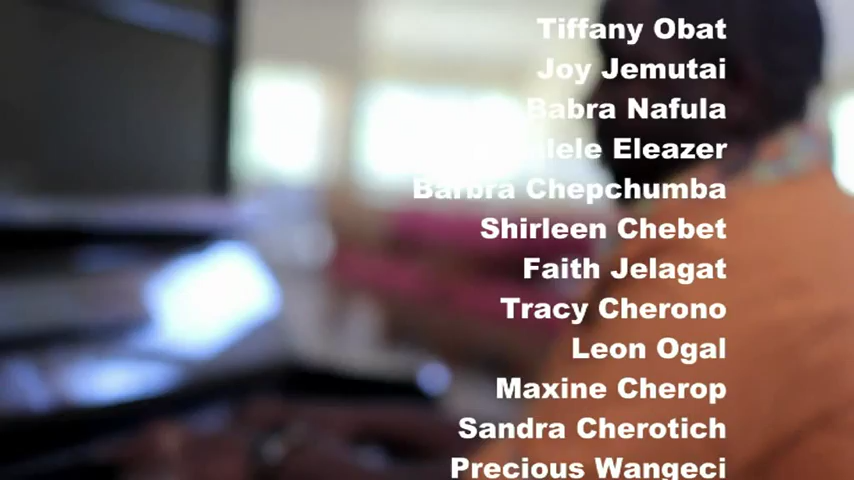 Tiffany Obat
Joy Jemutai
Babra Nafula
Eleazer
Barbra Chepchumba
Shirleen Chebet
Faith Jelagat
Tracy Cherono
Leon Ogal
Maxine Cherop
Sandra Cherotich
Precious Wangeci